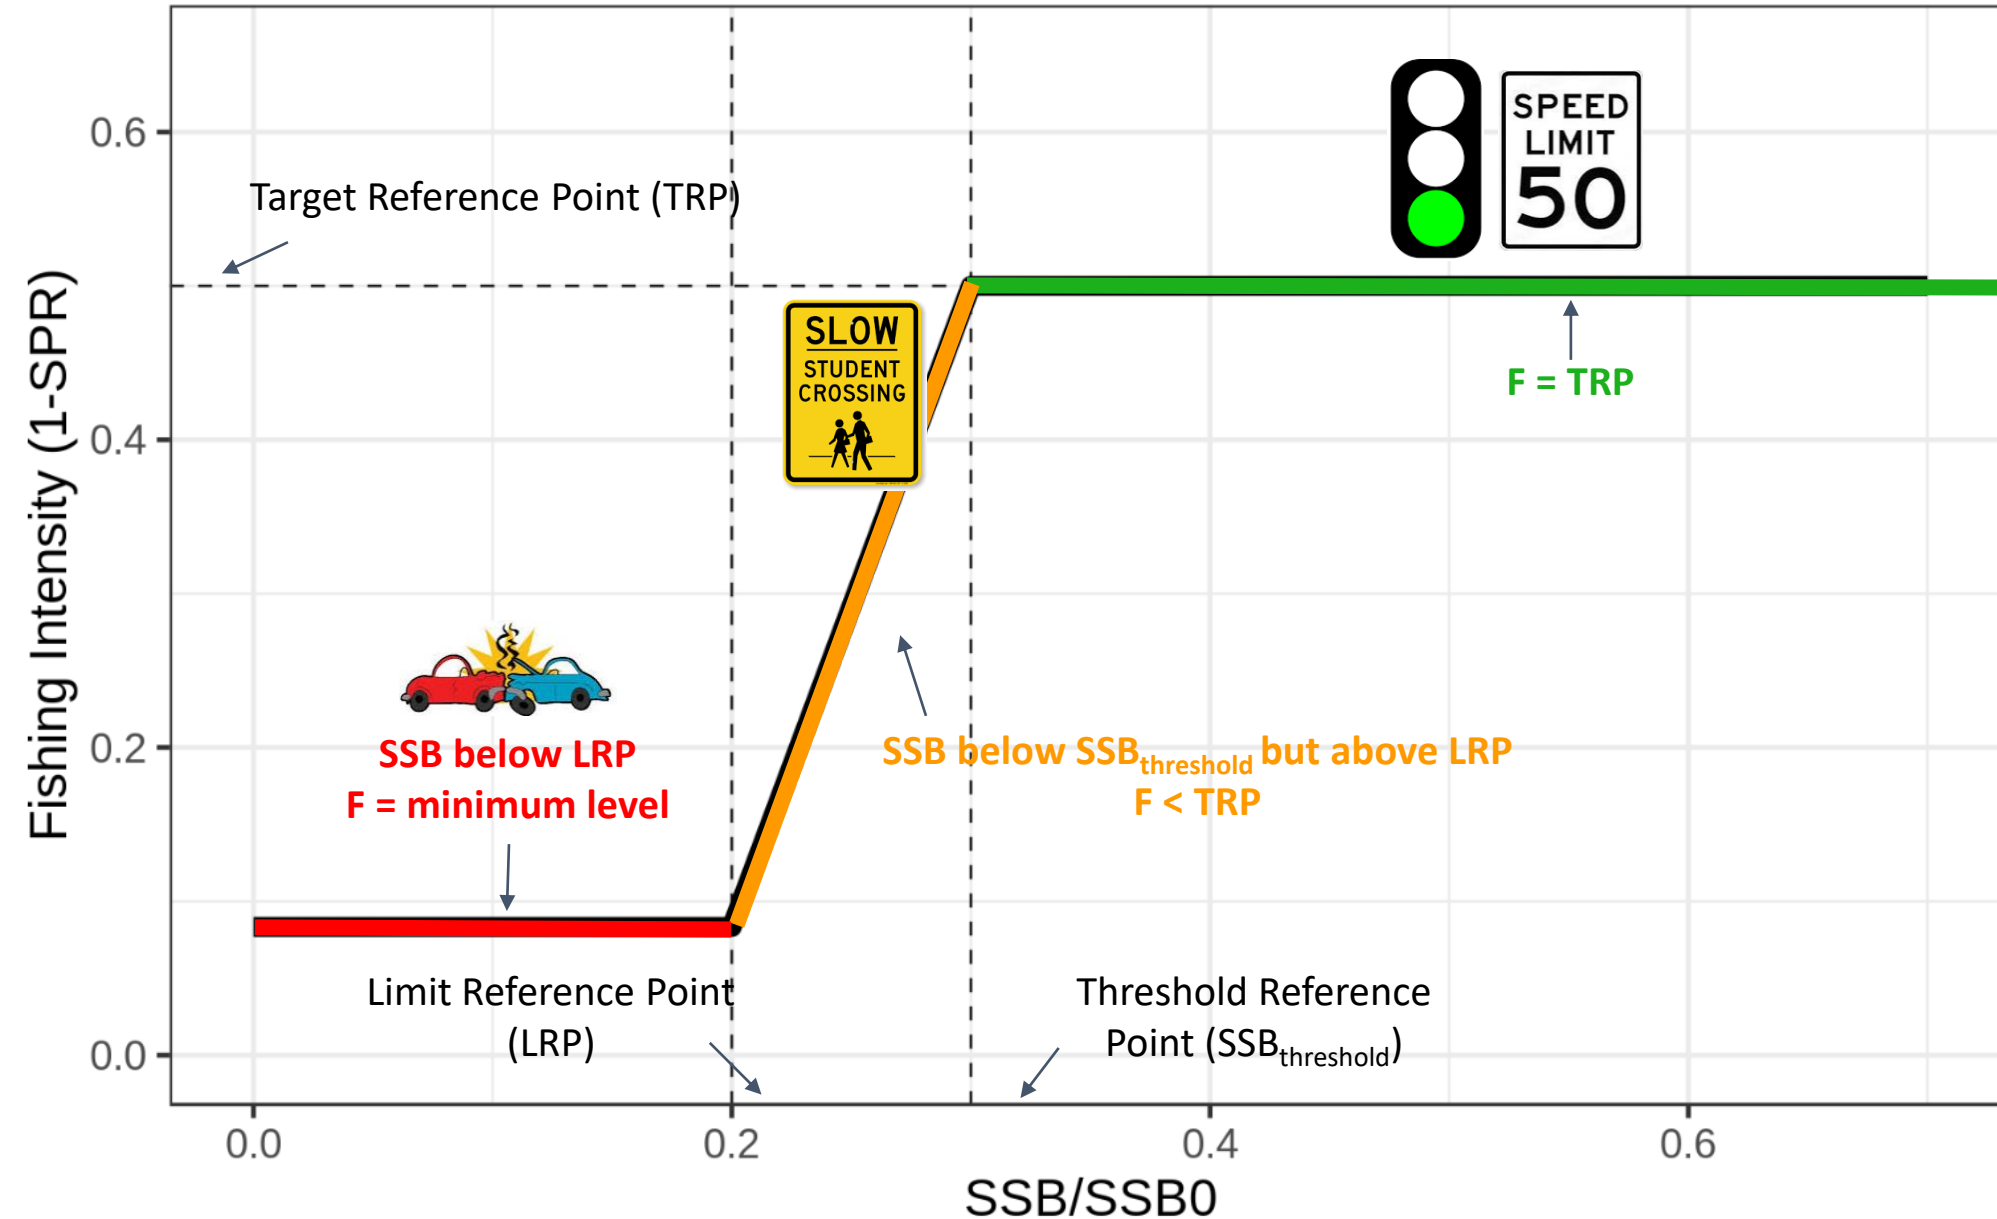 0.6
SPEED
LIMIT
50
Target Reference Point (TRP)
SLOW
STUDENT
CROSSING
F = TRP
0.4
Fishing Intensity (1-SPR)
SSB below LRP
F = minimum level
0.2
SSB below SSBthreshold but above LRP
F < TRP
Limit Reference Point
(LRP)
Threshold Reference
Point (SSBthreshold)
0.0
0.0 0.2 0.4 0.6
SSB/SSB0